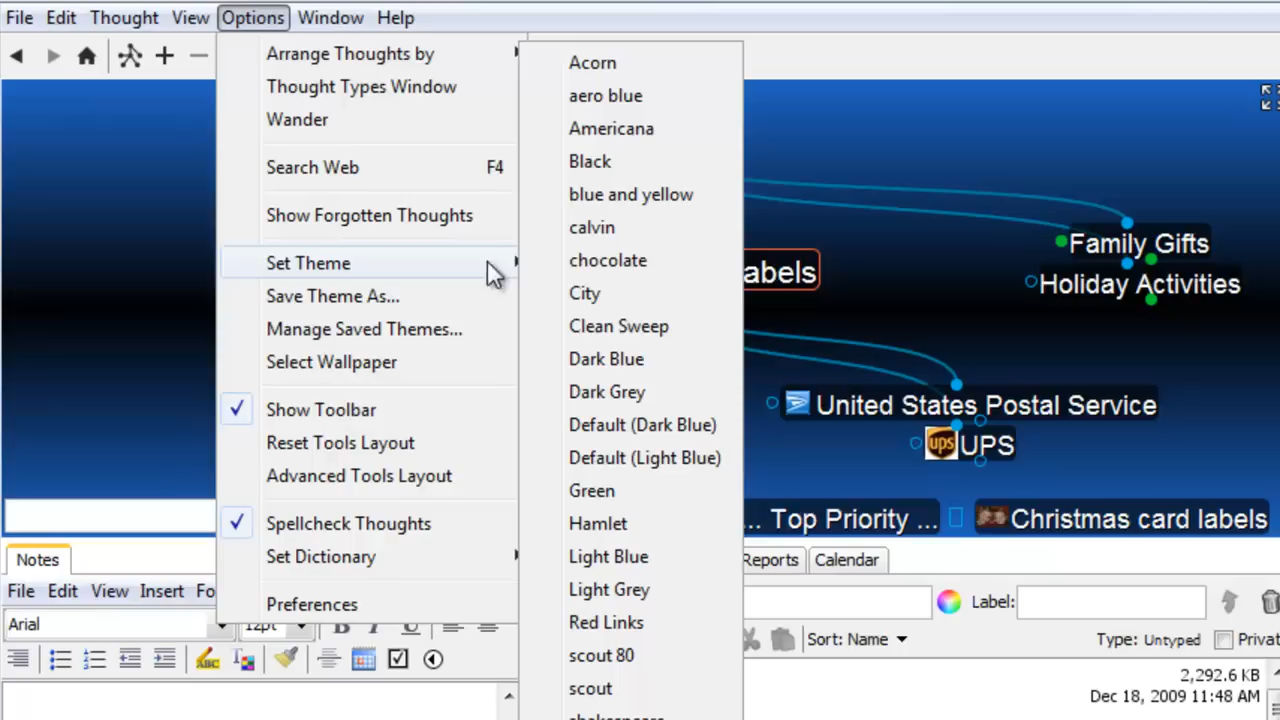 File Edit Thought View Options Window Help
Arrange Thoughts by
Thought Types Window
Wander
Search Web F4
Show Forgotten Thoughts
Set Theme
Save Theme As...
Manage Saved Themes...
Select Wallpaper
Show Toolbar
Reset Tools Layout
Advanced Tools Layout
Spellcheck Thoughts
Set Dictionary
Preferences
Acorn
aero blue
Americana
Black
blue and yellow
calvin
chocolate
City
Clean Sweep
Dark Blue
Dark Grey
Default (Dark Blue)
Default (Light Blue)
Green
Hamlet
Light Blue
Light Grey
Red Links
scout 80
scout
abels
Family Gifts
Holiday Activities
United States Postal Service
ups UPS
... Top Priority ... Christmas card labels
Notes
File Edit View Insert Fo
Arial 12pt B I U
Reports Calendar
Label:
Sort: Name Type: Untyped Privat
2,292.6 KB
Dec 18, 2009 11:48 AM